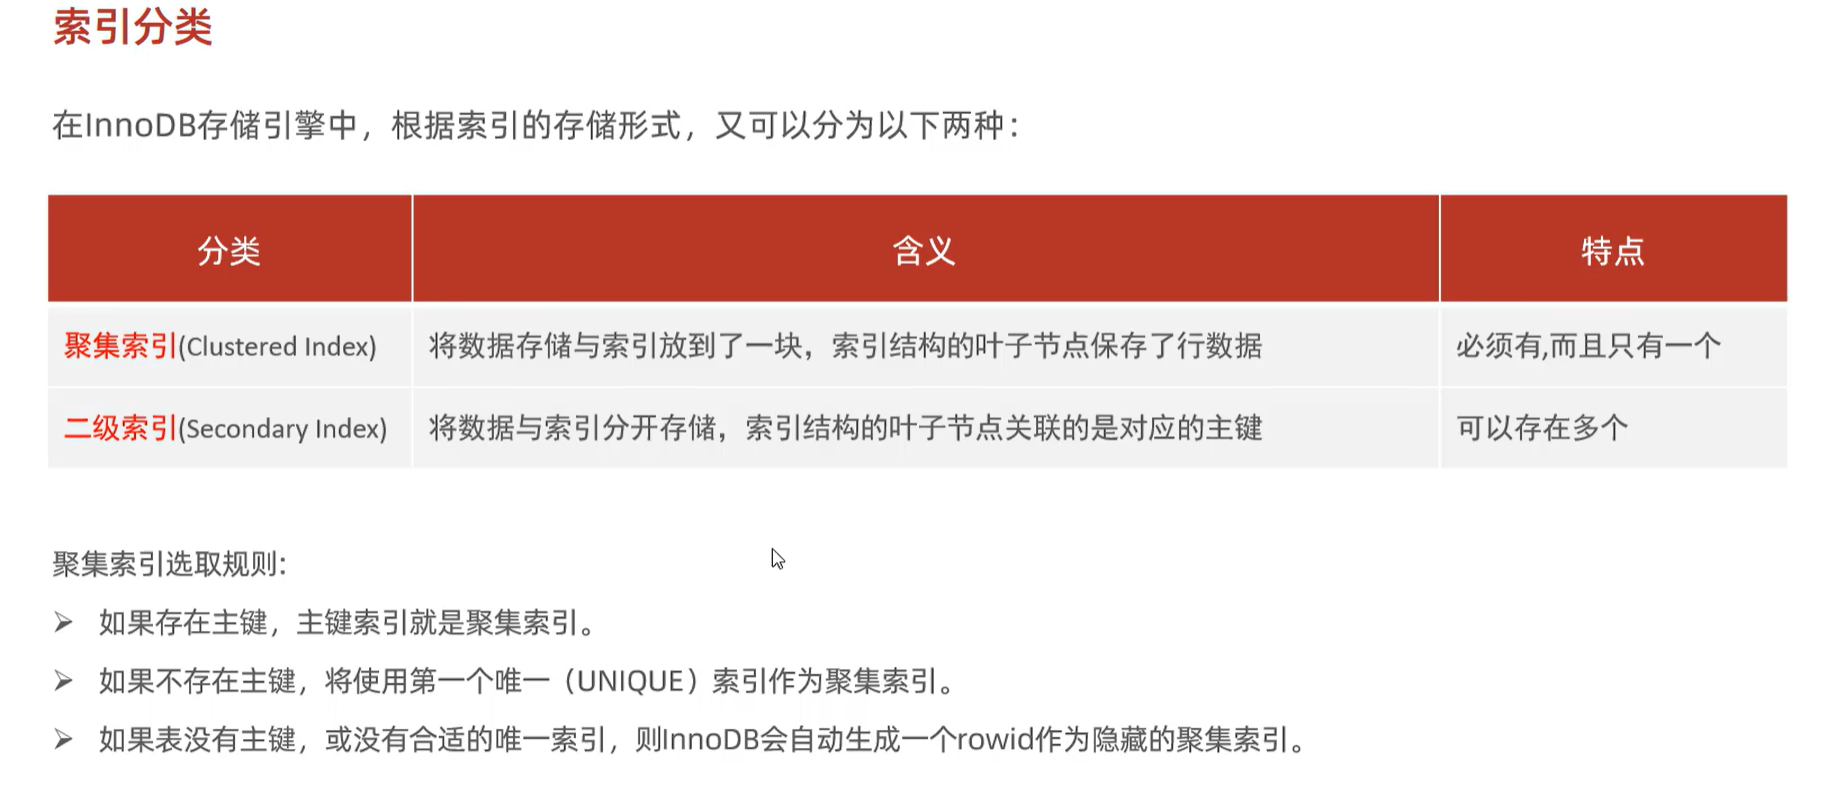 索引分类
在InnoDB存储引擎中，根据索引的存储形式，又可以分为以下两种：
分类 含义 特点
聚集索引(Clustered Index) 将数据存储与索引放到了一块，索引结构的叶子节点保存了行数据 必须有,而且只有一个
二级索引(Secondary Index) 将数据与索引分开存储，索引结构的叶子节点关联的是对应的主键 可以存在多个
聚集索引选取规则:
➢ 如果存在主键，主键索引就是聚集索引。
➢ 如果不存在主键，将使用第一个唯一（UNIQUE）索引作为聚集索引。
➢ 如果表没有主键，或没有合适的唯一索引，则InnoDB会自动生成一个rowid作为隐藏的聚集索引。